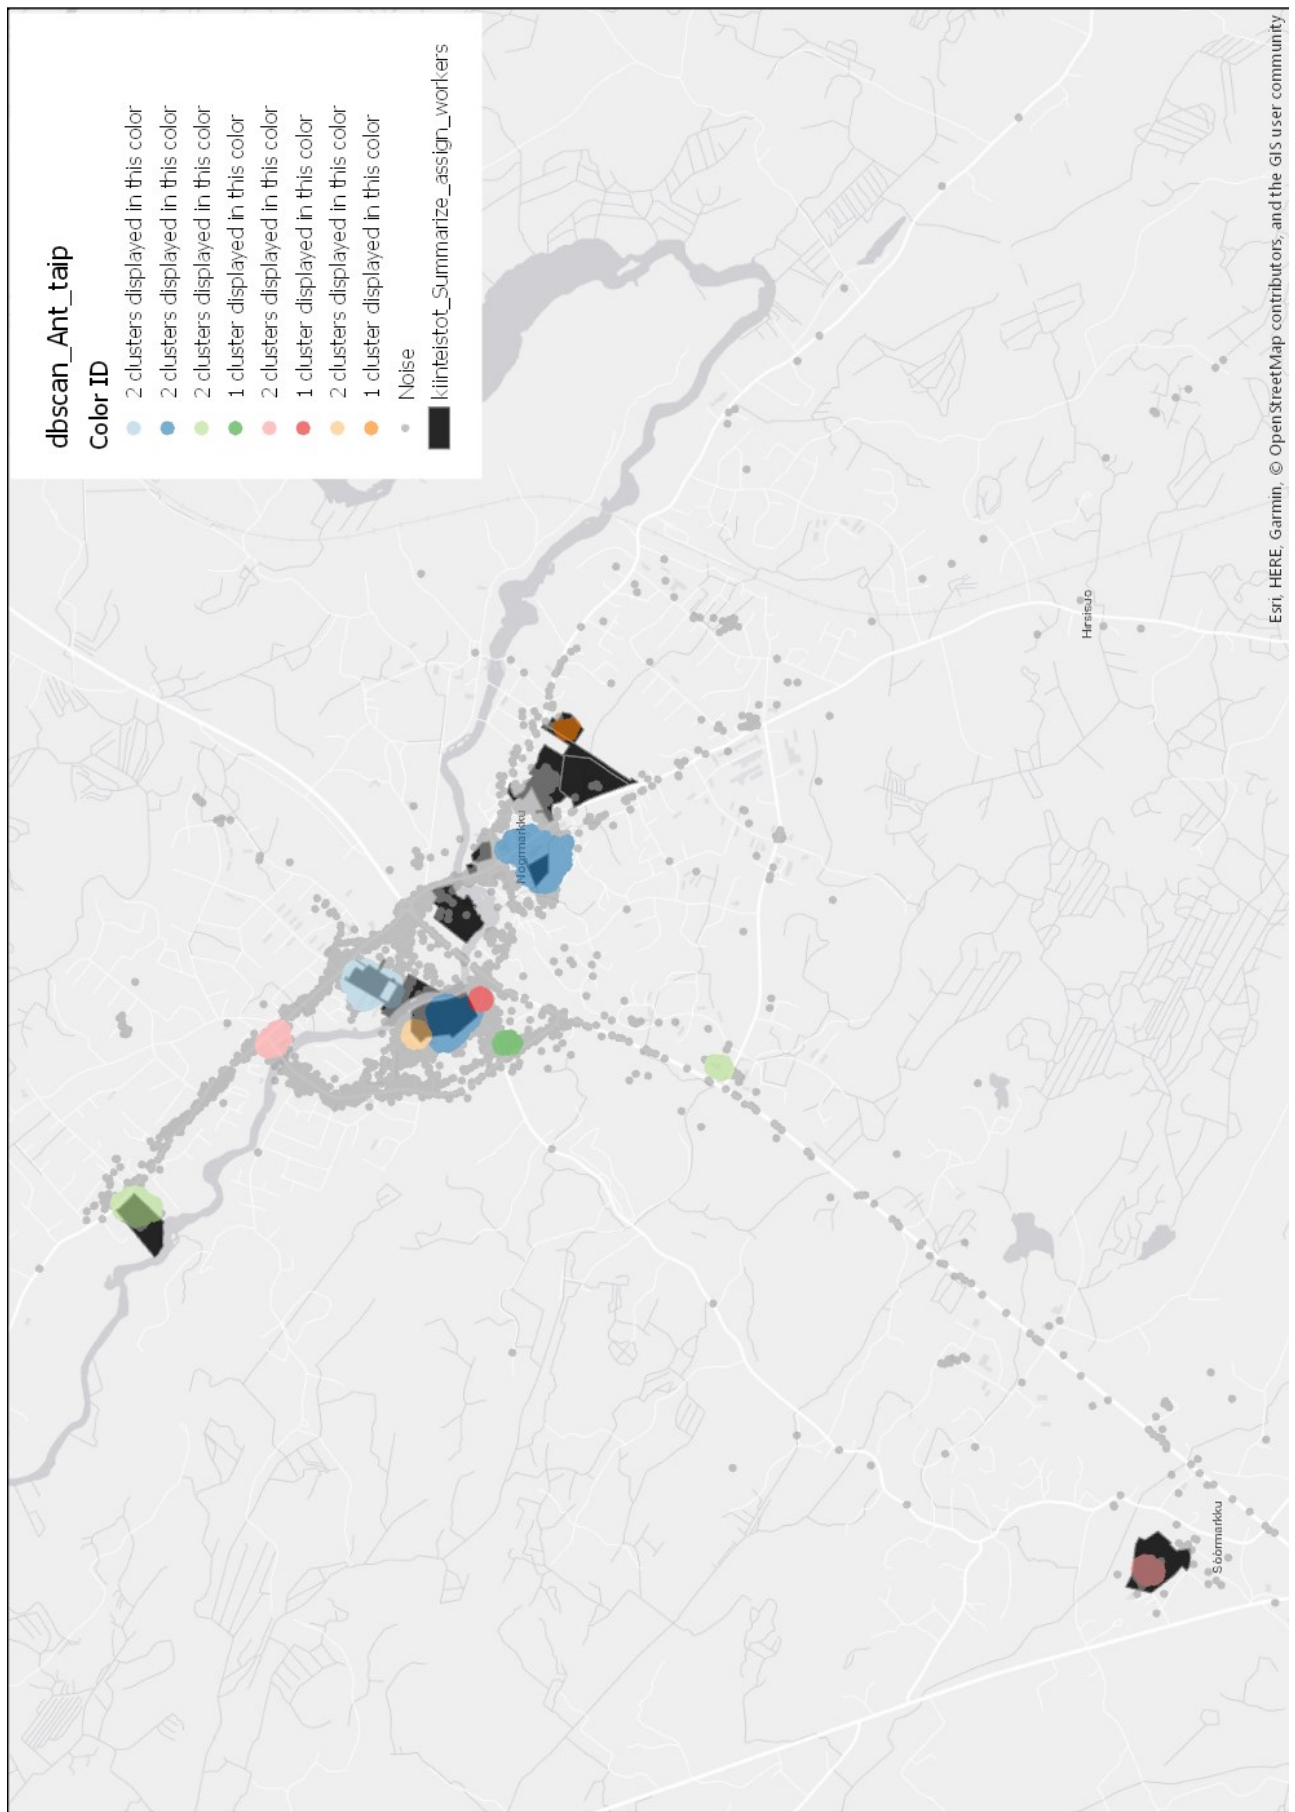 dbscan_Ant_taip
Color ID
2 clusters displayed in this color
2 clusters displayed in this color
2 clusters displayed in this color
1 cluster displayed in this color
2 clusters displayed in this color
1 cluster displayed in this color
2 clusters displayed in this color
1 cluster displayed in this color
Noise
kiinteistot_Summarize_assign_workers
Noormarkku
Hirsisuo
Söörmarkku
Esri, HERE, Garmin, © OpenStreetMap contributors, and the GIS user community